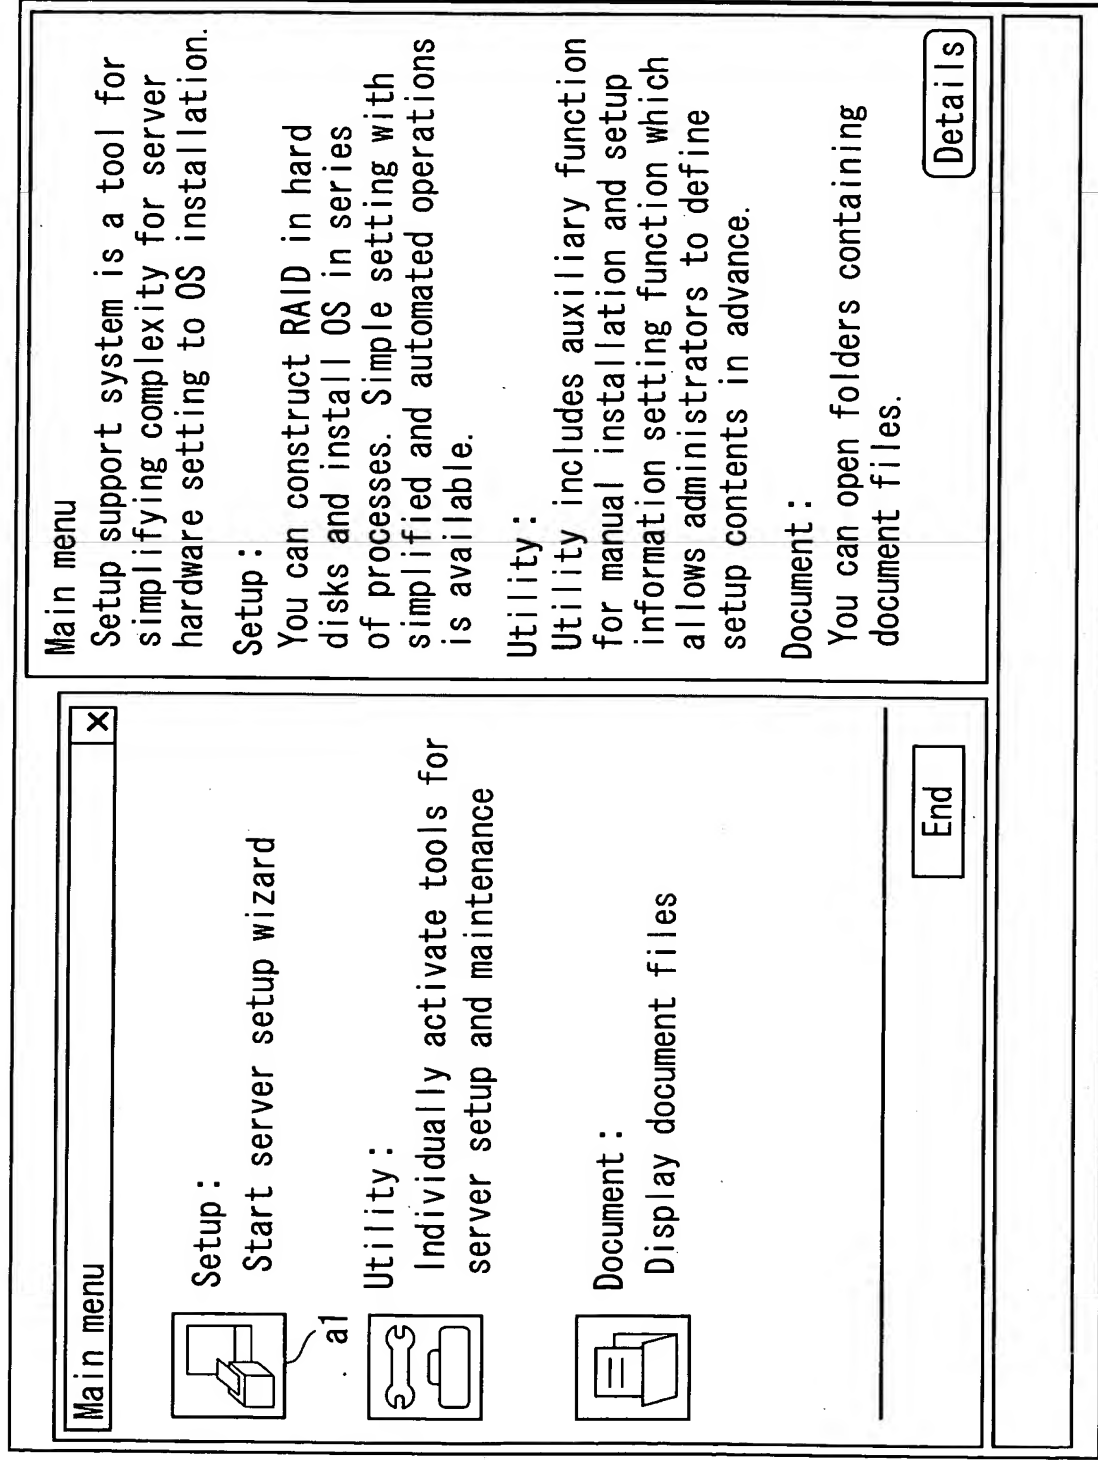 Main menu
X
Setup:
Start server setup wizard
a1
Utility:
Individually activate tools for
server setup and maintenance
Document:
Display document files
End
Main menu
Setup support system is a tool for
simplifying complexity for server
hardware setting to OS installation.
Setup:
You can construct RAID in hard
disks and install OS in series
of processes. Simple setting with
simplified and automated operations
is available.
Utility:
Utility includes auxiliary function
for manual installation and setup
information setting function which
allows administrators to define
setup contents in advance.
Document:
You can open folders containing
document files.
Details